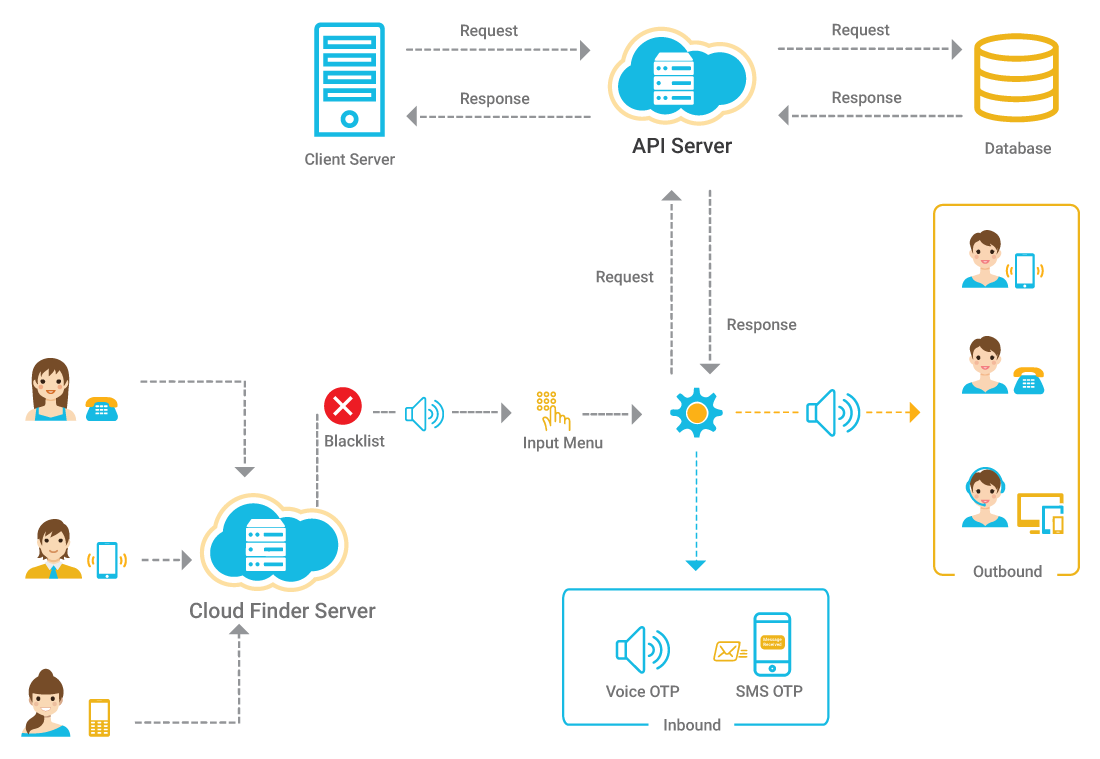 Request
Request
Response
Response
API Server
Database
Client Server
Request
Response
Blacklist
Input Menu
Outbound
Cloud Finder Server
Message
Received
Voice OTP
SMS OTP
Inbound